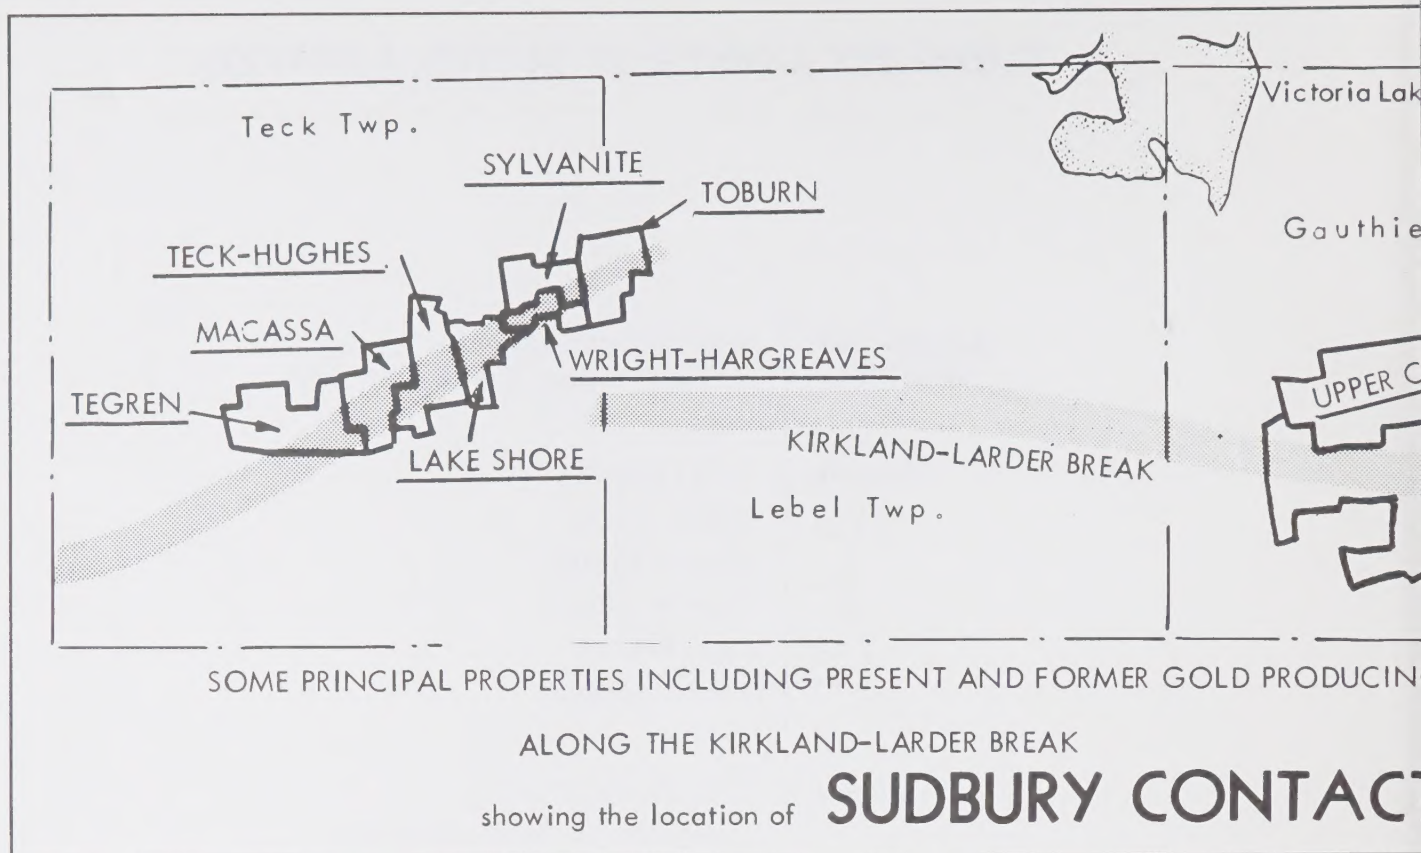 Teck Twp.
Victoria Lak
SYLVANITE
TOBURN
Gauthie
TECK-HUGHES
MACASSA
WRIGHT-HARGREAVES
TEGREN
UPPER C
KIRKLAND-LARDER BREAK
LAKE SHORE
Lebel Twp.
SOME PRINCIPAL PROPERTIES INCLUDING PRESENT AND FORMER GOLD PRODUCIN
ALONG THE KIRKLAND-LARDER BREAK
showing the location of SUDBURY CONTACT